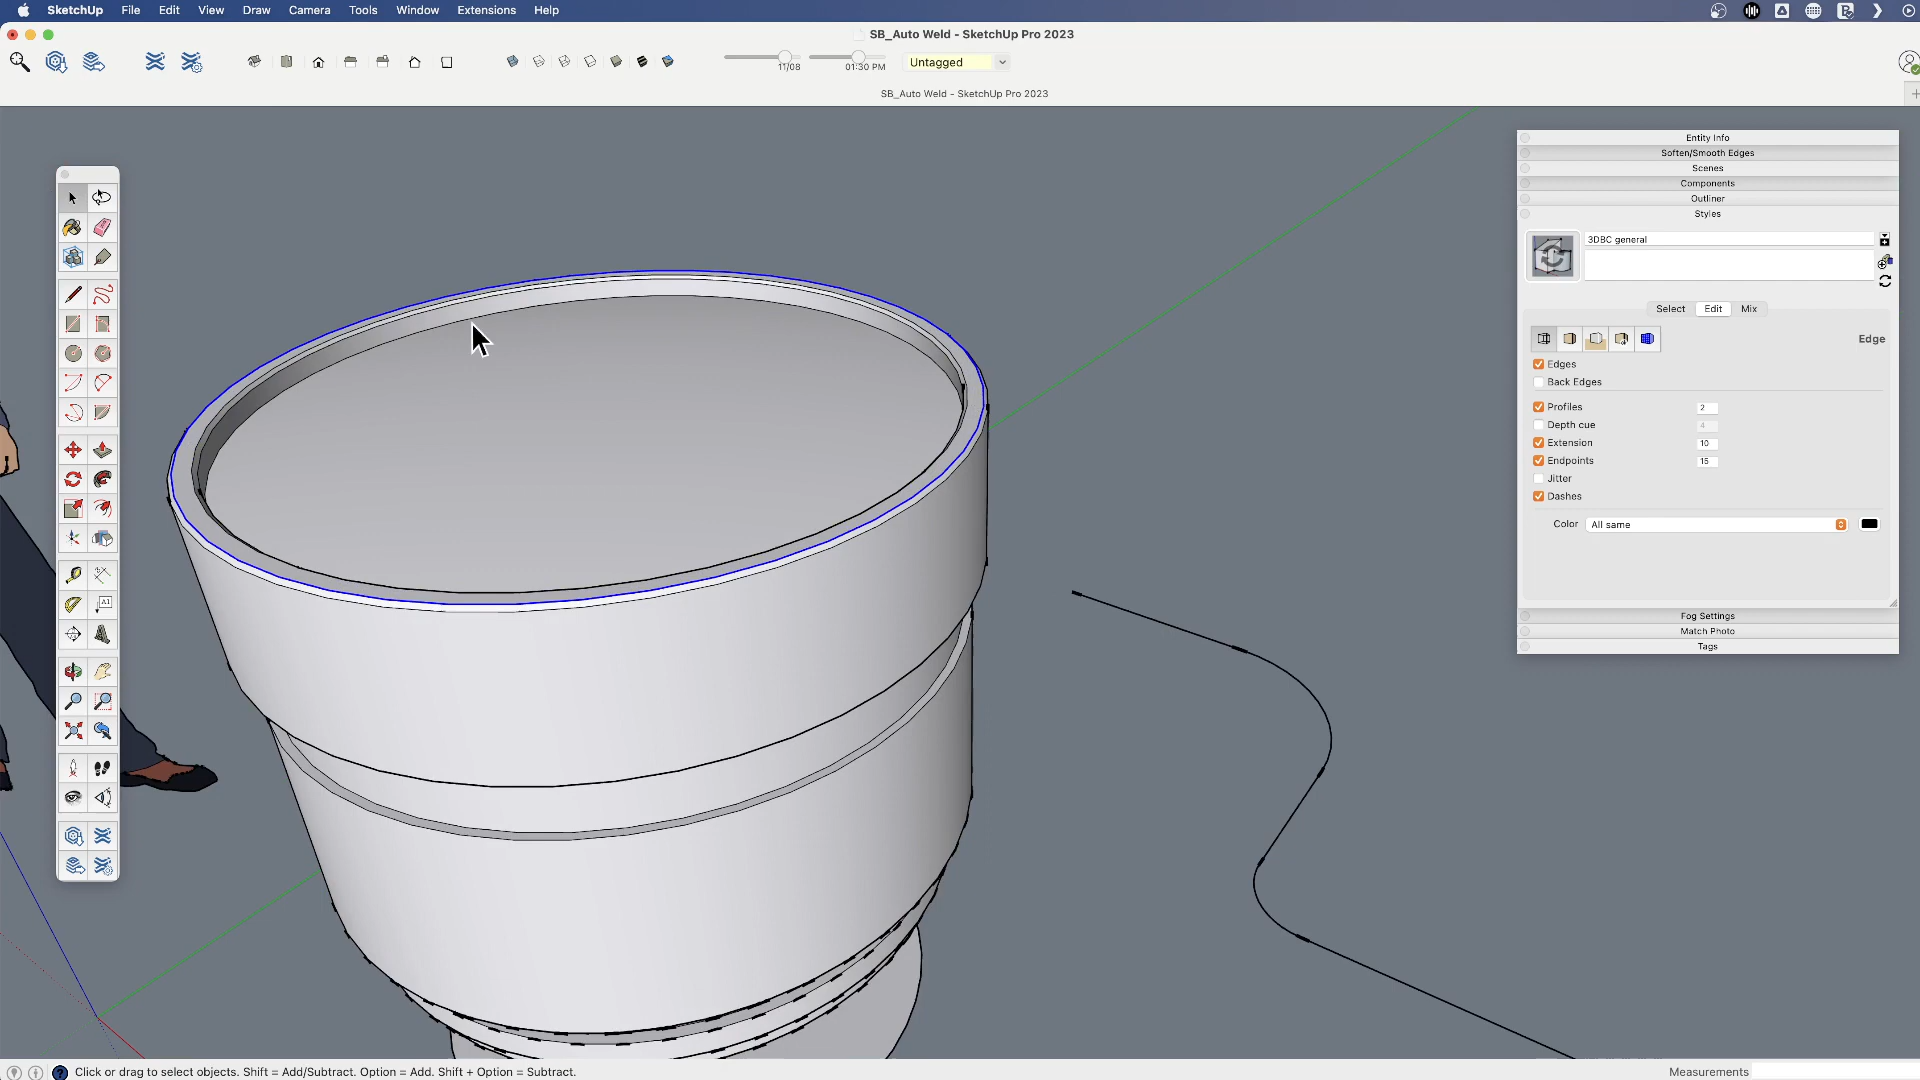 SketchUp File Edit View Draw Camera Tools Window Extensions Help
SB_Auto Weld - SketchUp Pro 2023
11/08 01:30 PM Untagged
SB_Auto Weld - SketchUp Pro 2023
Entity Info
Soften/Smooth Edges
Scenes
Components
Outliner
Styles
3DBC general
Select Edit Mix
Edge
Edges
Back Edges
Profiles 2
Depth cue 4
Extension 10
Endpoints 15
Jitter
Dashes
Color All same
Fog Settings
Match Photo
Tags
A1
Click or drag to select objects. Shift = Add/Subtract. Option = Add. Shift + Option = Subtract. Measurements